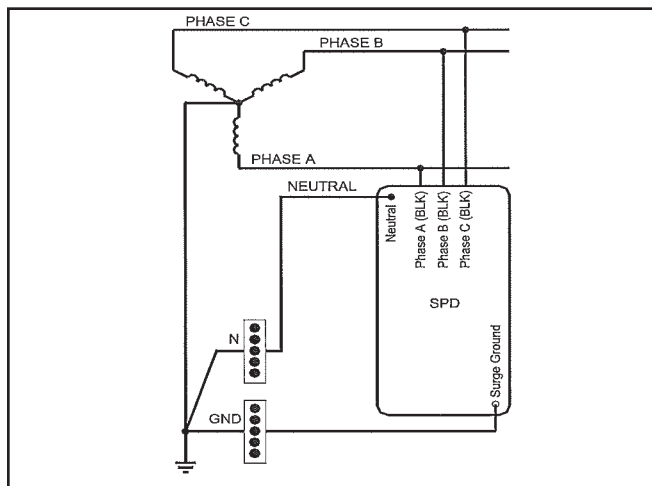 PHASE C
PHASE B
PHASE A
NEUTRAL
Neutral
Phase A (BLK)
Phase B (BLK)
Phase C (BLK)
SPD
Surge Ground
N
GND